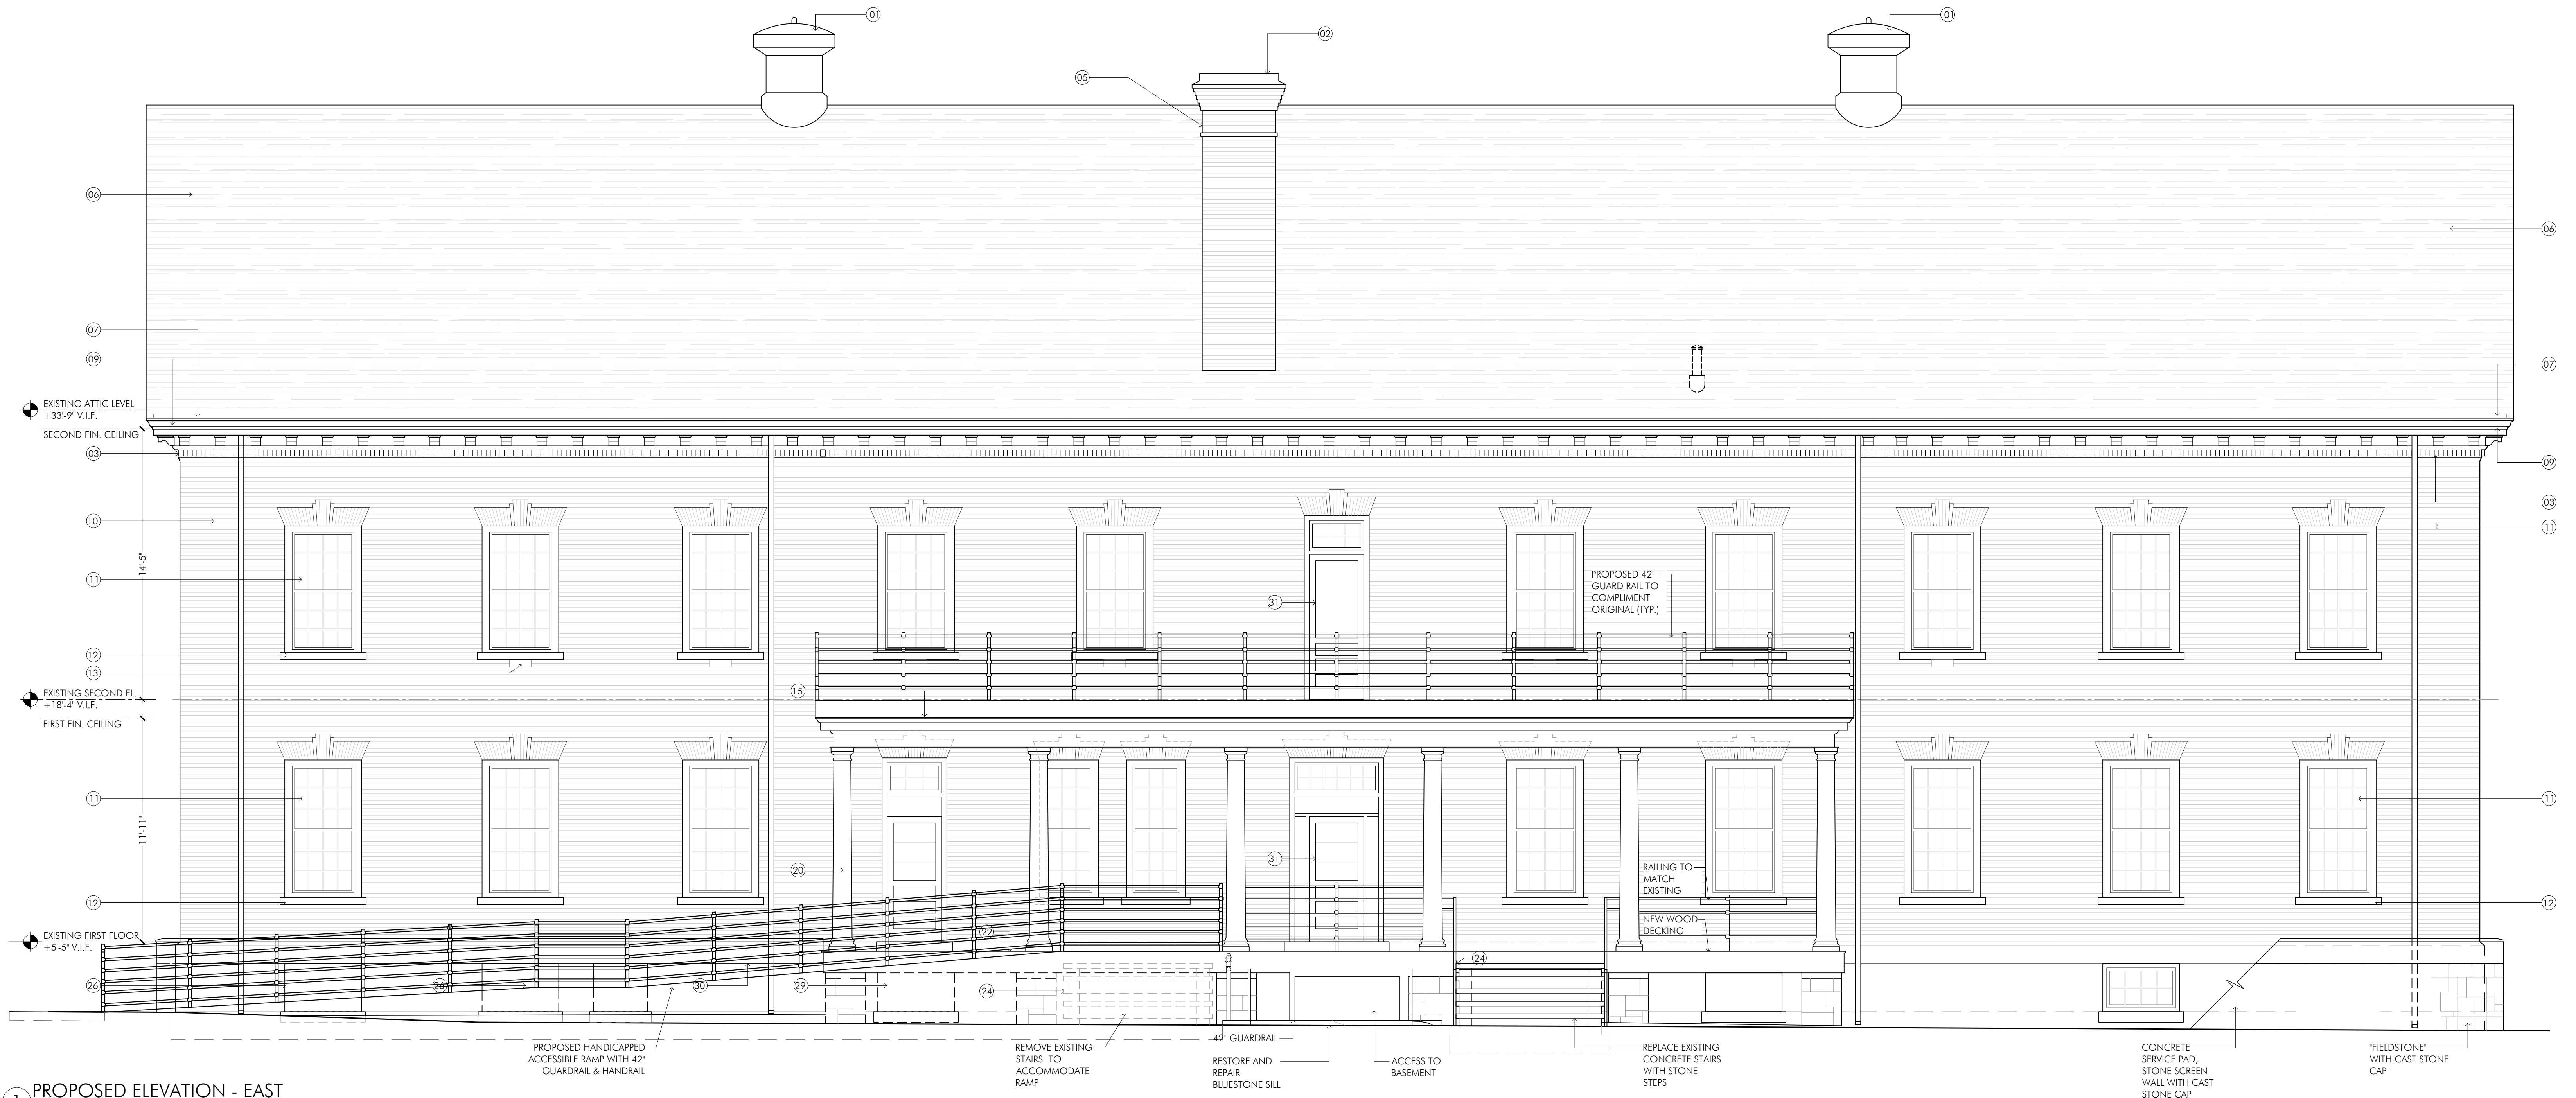 01
01
02
05
06
06
07
09
07
EXISTING ATTIC LEVEL
+33'-9" V.I.F.
SECOND FIN. CEILING
03
09
03
10
11
14'-5"
11
PROPOSED 42"
GUARD RAIL TO
COMPLIMENT
ORIGINAL (TYP.)
31
12
13
15
EXISTING SECOND FL.
+18'-4" V.I.F.
FIRST FIN. CEILING
11
11
11'-11"
31
20
RAILING TO
MATCH
EXISTING
12
12
NEW WOOD
DECKING
22
EXISTING FIRST FLOOR
+5'-5" V.I.F.
24
26
26
30
29
24
42" GUARDRAIL
PROPOSED HANDICAPPED
ACCESSIBLE RAMP WITH 42"
GUARDRAIL & HANDRAIL
REMOVE EXISTING
STAIRS TO
ACCOMMODATE
RAMP
RESTORE AND
REPAIR
BLUESTONE SILL
ACCESS TO
BASEMENT
REPLACE EXISTING
CONCRETE STAIRS
WITH STONE
STEPS
CONCRETE
SERVICE PAD,
STONE SCREEN
WALL WITH CAST
STONE CAP
"FIELDSTONE"
WITH CAST STONE
CAP
1 PROPOSED ELEVATION - EAST